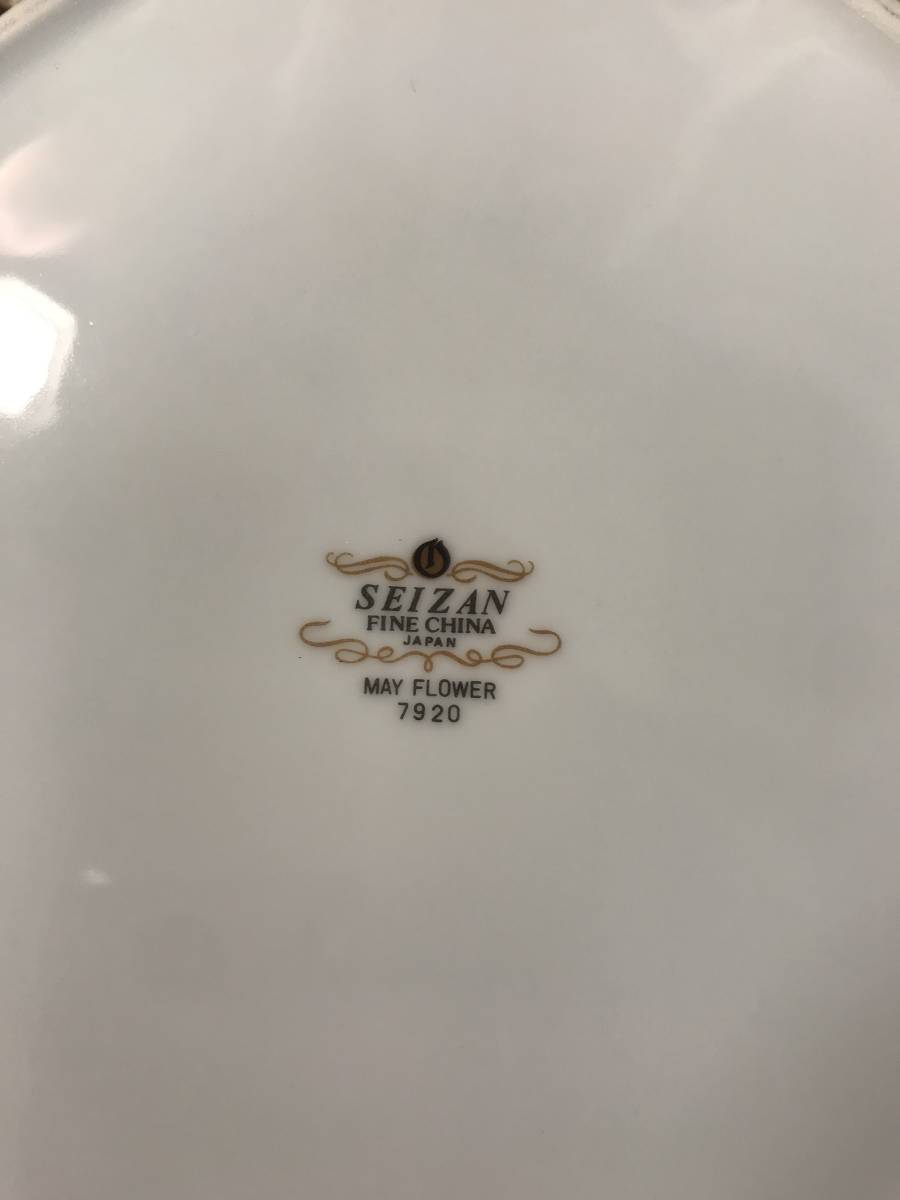 SEIZAN
FINE CHINA
JAPAN
MAY FLOWER
7920